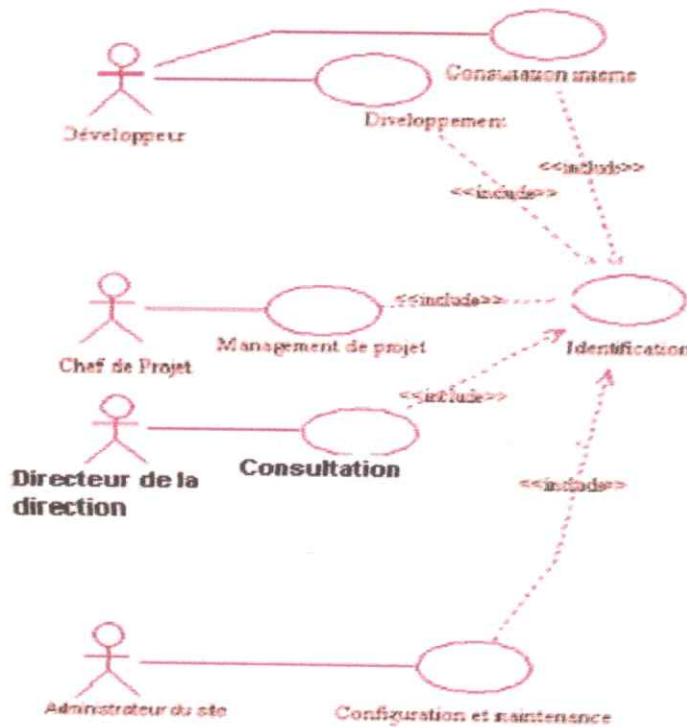 Consultation interne
Développeur
Diveloppement
<<include>>
<<include>>
<<include>>
Chef de Projet
Management de projet
Identification
<<include>>
Directeur de la
direction
Consultation
<<include>>
Administrateur du site
Configuration et maintenance